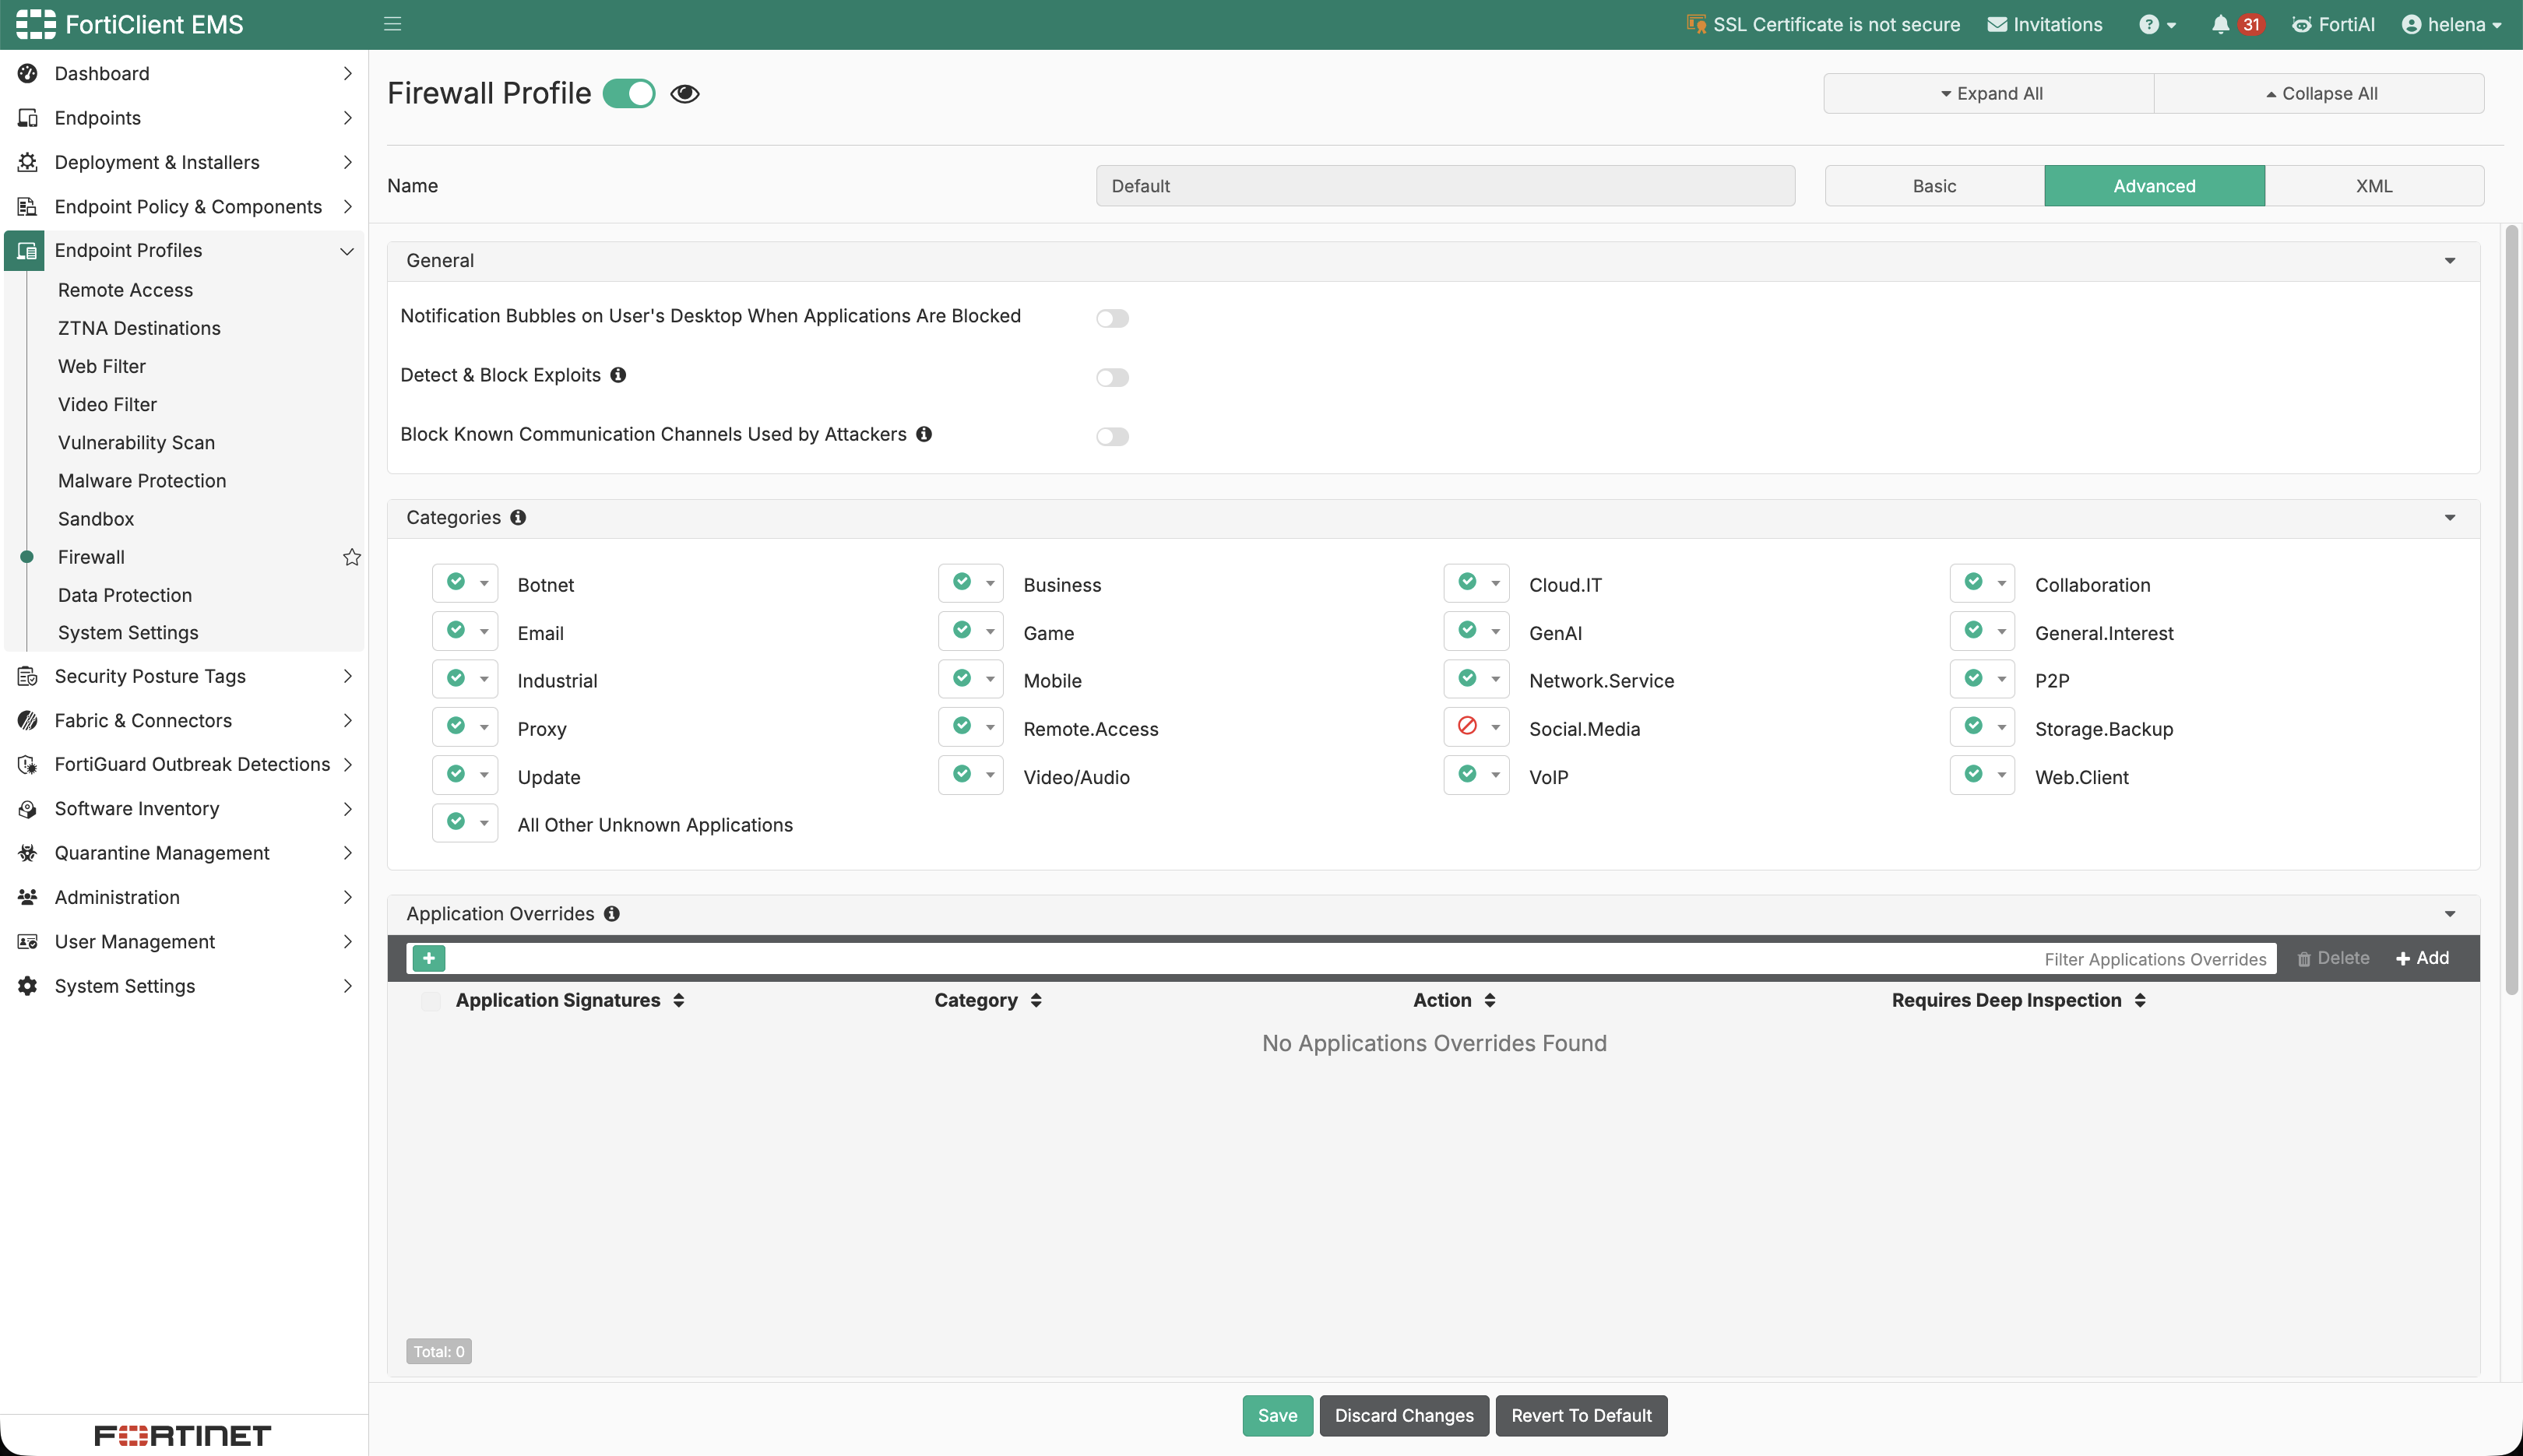 FortiClient EMS
SSL Certificate is not secure
Invitations
31
FortiAI
helena
Dashboard
Endpoints
Deployment & Installers
Endpoint Policy & Components
Endpoint Profiles
Remote Access
ZTNA Destinations
Web Filter
Video Filter
Vulnerability Scan
Malware Protection
Sandbox
Firewall
Data Protection
System Settings
Security Posture Tags
Fabric & Connectors
FortiGuard Outbreak Detections
Software Inventory
Quarantine Management
Administration
User Management
System Settings
FORTINET
Firewall Profile
Expand All
Collapse All
Name
Default
Basic
Advanced
XML
General
Notification Bubbles on User's Desktop When Applications Are Blocked
Detect & Block Exploits
Block Known Communication Channels Used by Attackers
Categories
Botnet
Business
Cloud.IT
Collaboration
Email
Game
GenAI
General.Interest
Industrial
Mobile
Network.Service
P2P
Proxy
Remote.Access
Social.Media
Storage.Backup
Update
Video/Audio
VoIP
Web.Client
All Other Unknown Applications
Application Overrides
Filter Applications Overrides
Delete
Add
Application Signatures
Category
Action
Requires Deep Inspection
No Applications Overrides Found
Total: 0
Save
Discard Changes
Revert To Default